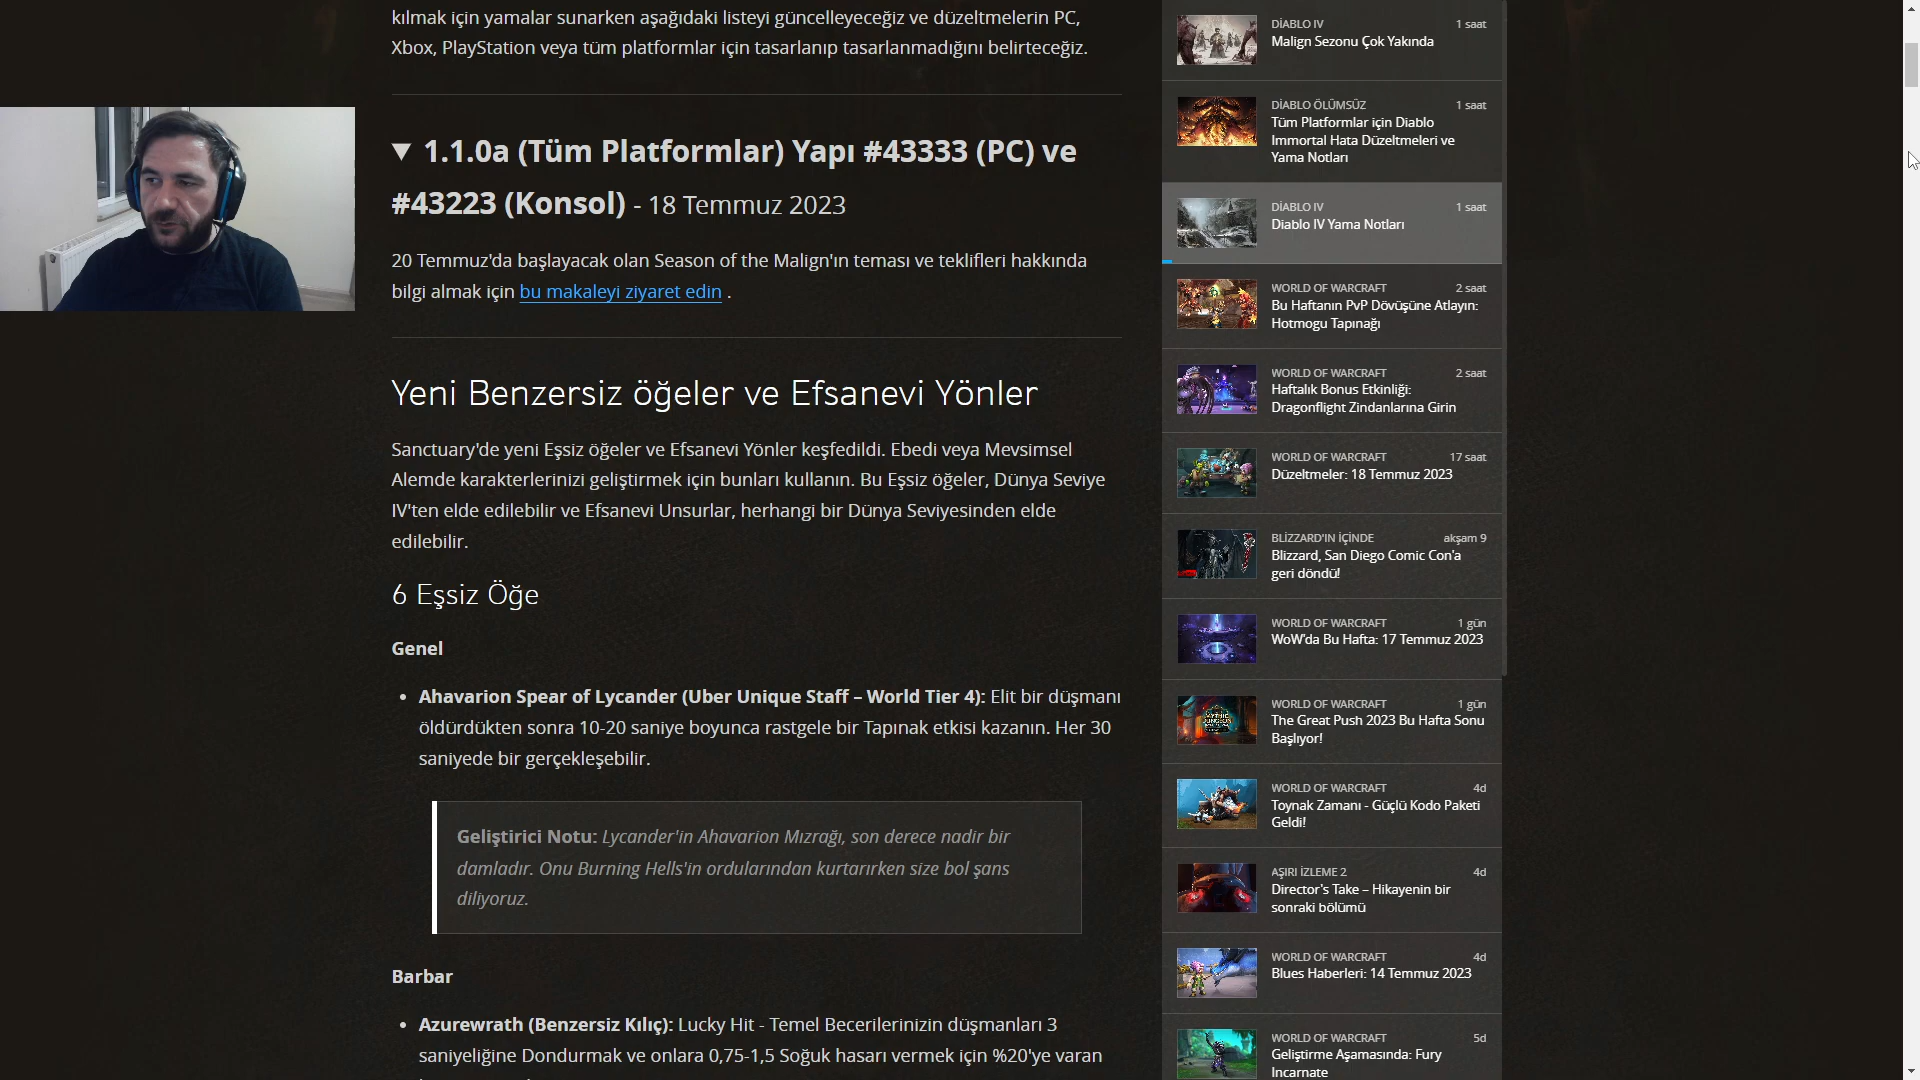 kılmak için yamalar sunarken aşağıdaki listeyi güncelleyeceğiz ve düzeltmelerin PC,
Xbox, PlayStation veya tüm platformlar için tasarlanıp tasarlanmadığını belirteceğiz.
▼ 1.1.0a (Tüm Platformlar) Yapı #43333 (PC) ve
#43223 (Konsol) - 18 Temmuz 2023
20 Temmuz'da başlayacak olan Season of the Malign'ın teması ve teklifleri hakkında
bilgi almak için bu makaleyi ziyaret edin .
Yeni Benzersiz öğeler ve Efsanevi Yönler
Sanctuary'de yeni Eşsiz öğeler ve Efsanevi Yönler keşfedildi. Ebedi veya Mevsimsel
Alemde karakterlerinizi geliştirmek için bunları kullanın. Bu Eşsiz öğeler, Dünya Seviye
IV'ten elde edilebilir ve Efsanevi Unsurlar, herhangi bir Dünya Seviyesinden elde
edilebilir.
6 Eşsiz Öğe
Genel
• Ahavarion Spear of Lycander (Uber Unique Staff – World Tier 4): Elit bir düşmanı
öldürdükten sonra 10-20 saniye boyunca rastgele bir Tapınak etkisi kazanın. Her 30
saniyede bir gerçekleşebilir.
Geliştirici Notu: Lycander'in Ahavarion Mızrağı, son derece nadir bir
damladır. Onu Burning Hells'in ordularından kurtarırken size bol şans
diliyoruz.
Barbar
• Azurewrath (Benzersiz Kılıç): Lucky Hit - Temel Becerilerinizin düşmanları 3
saniyeliğine Dondurmak ve onlara 0,75-1,5 Soğuk hasarı vermek için %20'ye varan
DİABLO IV 1 saat
Malign Sezonu Çok Yakında
DİABLO ÖLÜMSÜZ 1 saat
Tüm Platformlar için Diablo
Immortal Hata Düzeltmeleri ve
Yama Notları
DİABLO IV 1 saat
Diablo IV Yama Notları
WORLD OF WARCRAFT 2 saat
Bu Haftanın PvP Dövüşüne Atlayın:
Hotmogu Tapınağı
WORLD OF WARCRAFT 2 saat
Haftalık Bonus Etkinliği:
Dragonflight Zindanlarına Girin
WORLD OF WARCRAFT 17 saat
Düzeltmeler: 18 Temmuz 2023
BLİZZARD'IN İÇİNDE akşam 9
Blizzard, San Diego Comic Con'a
geri döndü!
WORLD OF WARCRAFT 1 gün
WoW'da Bu Hafta: 17 Temmuz 2023
WORLD OF WARCRAFT 1 gün
The Great Push 2023 Bu Hafta Sonu
Başlıyor!
WORLD OF WARCRAFT 4d
Toynak Zamanı - Güçlü Kodo Paketi
Geldi!
AŞIRI İZLEME 2 4d
Director's Take – Hikayenin bir
sonraki bölümü
WORLD OF WARCRAFT 4d
Blues Haberleri: 14 Temmuz 2023
WORLD OF WARCRAFT 5d
Geliştirme Aşamasında: Fury
Incarnate